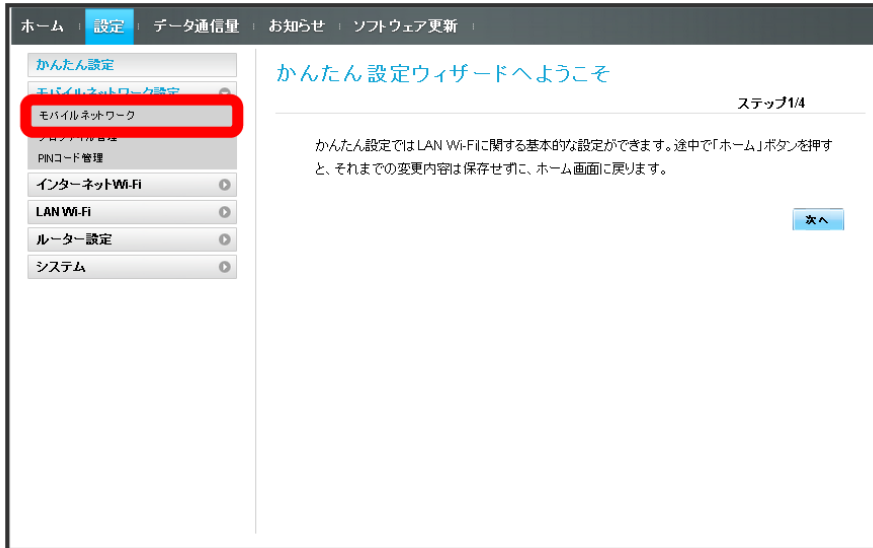 ホーム 設定 データ通信量 お知らせ ソフトウェア更新
かんたん設定
モバイルネットワーク設定
モバイルネットワーク
プロファイル管理
PINコード管理
インターネットWi-Fi
LAN Wi-Fi
ルーター設定
システム
かんたん設定ウィザードへようこそ
ステップ1/4
かんたん設定ではLAN Wi-Fiに関する基本的な設定ができます。途中で「ホーム」ボタンを押す
と、それまでの変更内容は保存せずに、ホーム画面に戻ります。
次へ